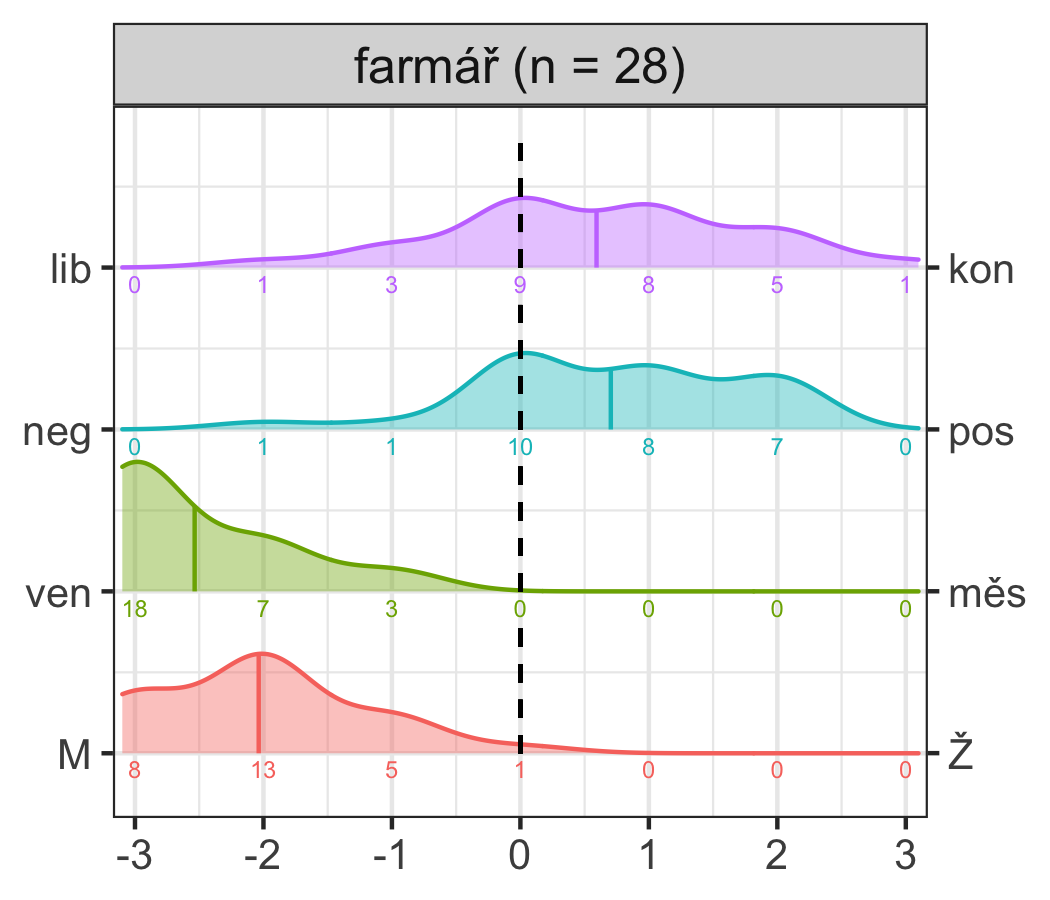 farmář (n = 28)
lib kon
0 1 3 9 8 5 1
neg pos
0 1 1 10 8 7 0
ven měs
18 7 3 0 0 0 0
M Ž
8 13 5 1 0 0 0
-3 -2 -1 0 1 2 3